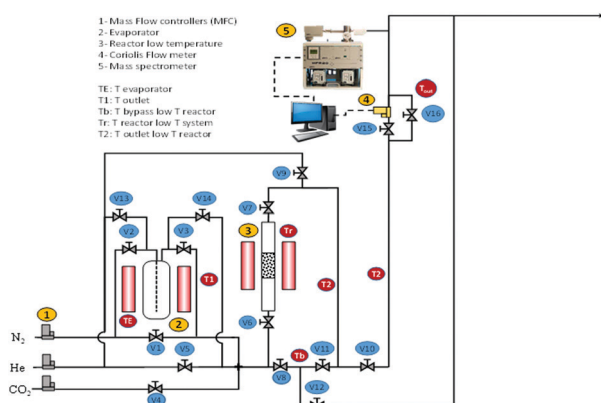 1- Mass Flow controllers (MFC)
2- Evaporator
3- Reactor low temperature
4- Coriolis Flow meter
5- Mass spectrometer
TE: T evaporator
T1: T outlet
Tb: T bypass low T reactor
Tr: T reactor low T system
T2: T outlet low T reactor
5
4
Tout
V15
V16
V9
V13
V14
V7
V2
V3
3
Tr
T1
T2
T2
TE
2
V6
1
N2
V1
V5
Tb
V11
V10
He
V8
CO2
V4
V12